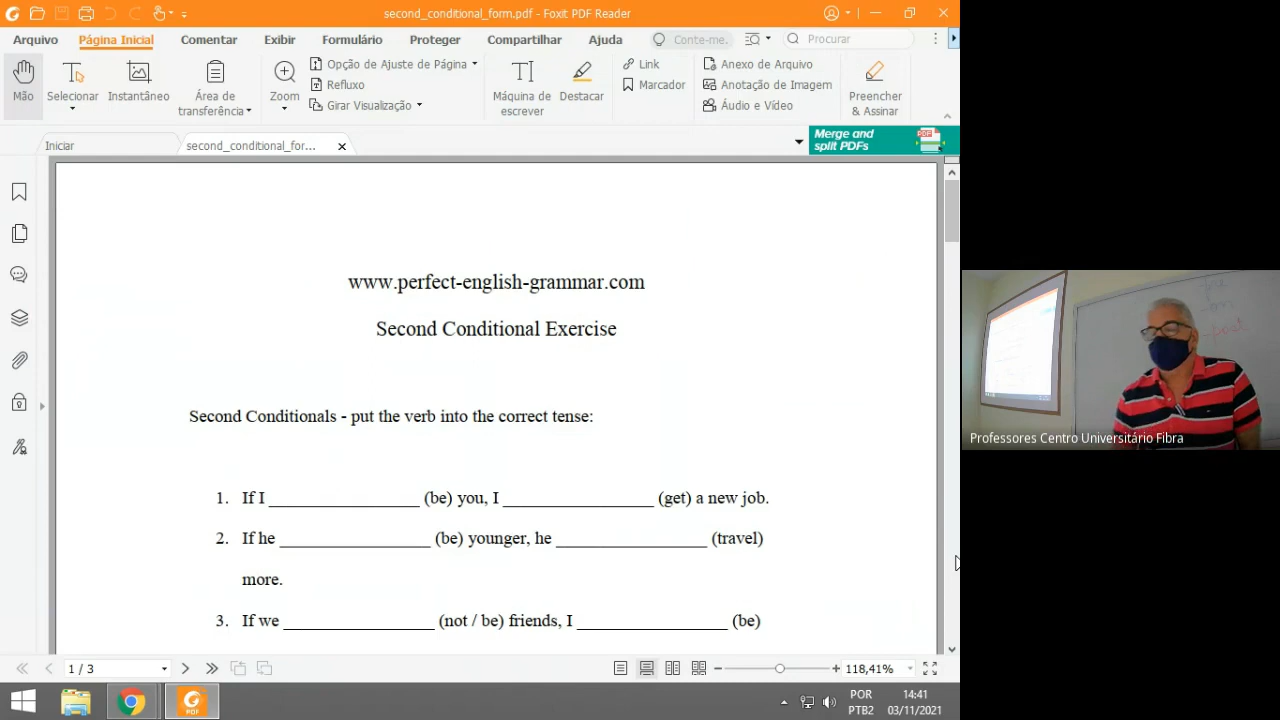 second_conditional_form.pdf - Foxit PDF Reader
Arquivo Página Inicial Comentar Exibir Formulário Proteger Compartilhar Ajuda Conte-me. Procurar
Mão
Selecionar
Instantâneo
Área de
transferência
Zoom
Opção de Ajuste de Página
Refluxo
Girar Visualização
Máquina de
escrever
Destacar
Link
Marcador
Anexo de Arquivo
Anotação de Imagem
Áudio e Vídeo
Preencher
& Assinar
Iniciar second_conditional_for...
Merge and
split PDFs
PDF
www.perfect-english-grammar.com
Second Conditional Exercise
Second Conditionals - put the verb into the correct tense:
1. If I ________________ (be) you, I ________________ (get) a new job.
2. If he ________________ (be) younger, he ________________ (travel)
more.
3. If we ________________ (not / be) friends, I ________________ (be)
Professores Centro Universitário Fibra
1 / 3
118,41%
PDF
POR
PTB2
14:41
03/11/2021